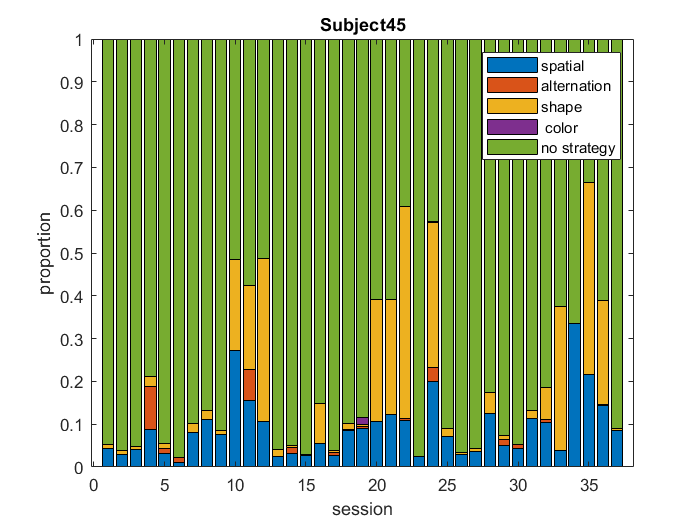 Subject45
1
0.9
0.8
0.7
0.6
0.5
0.4
0.3
0.2
0.1
0
proportion
spatial
alternation
shape
color
no strategy
0 5 10 15 20 25 30 35
session